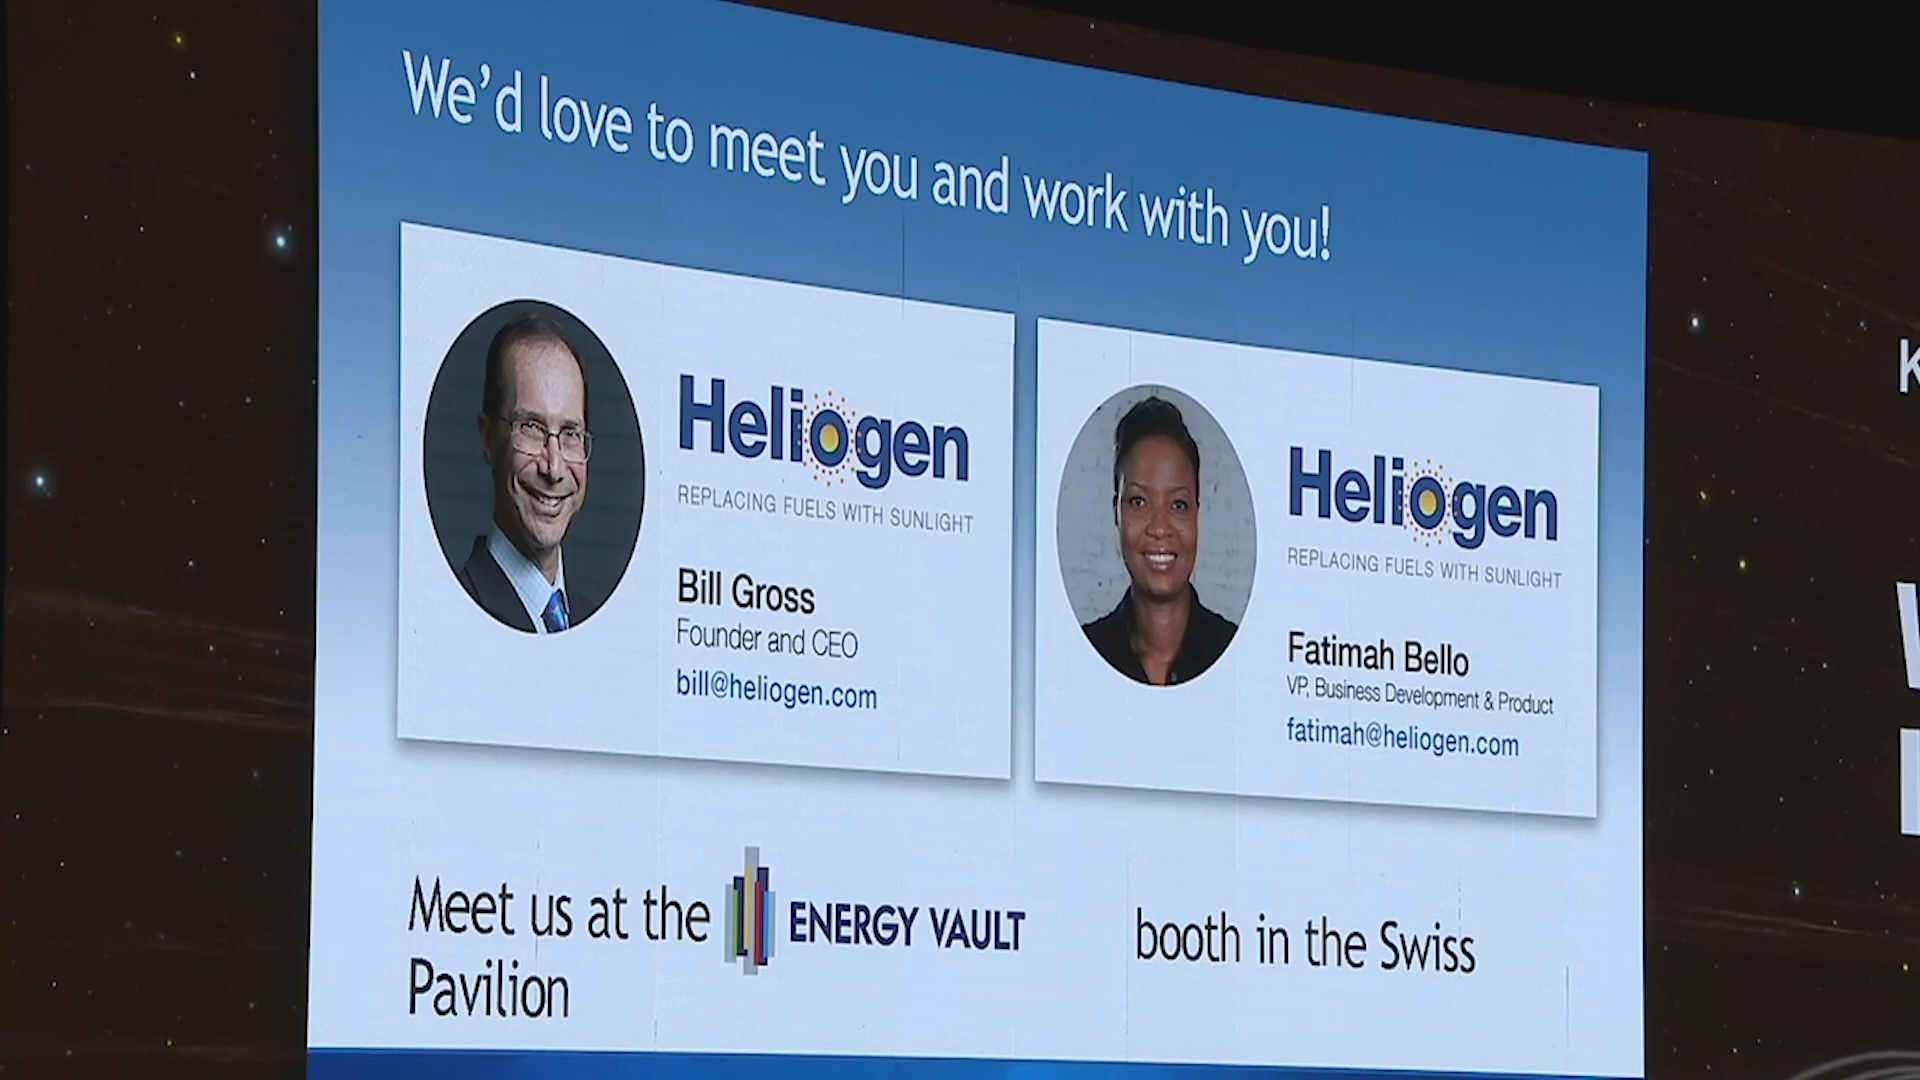 We'd love to meet you and work with you!
Heliogen
REPLACING FUELS WITH SUNLIGHT
Bill Gross
Founder and CEO
bill@heliogen.com
Heliogen
REPLACING FUELS WITH SUNLIGHT
Fatimah Bello
VP, Business Development & Product
fatimah@heliogen.com
Meet us at the ENERGY VAULT booth in the Swiss
Pavilion